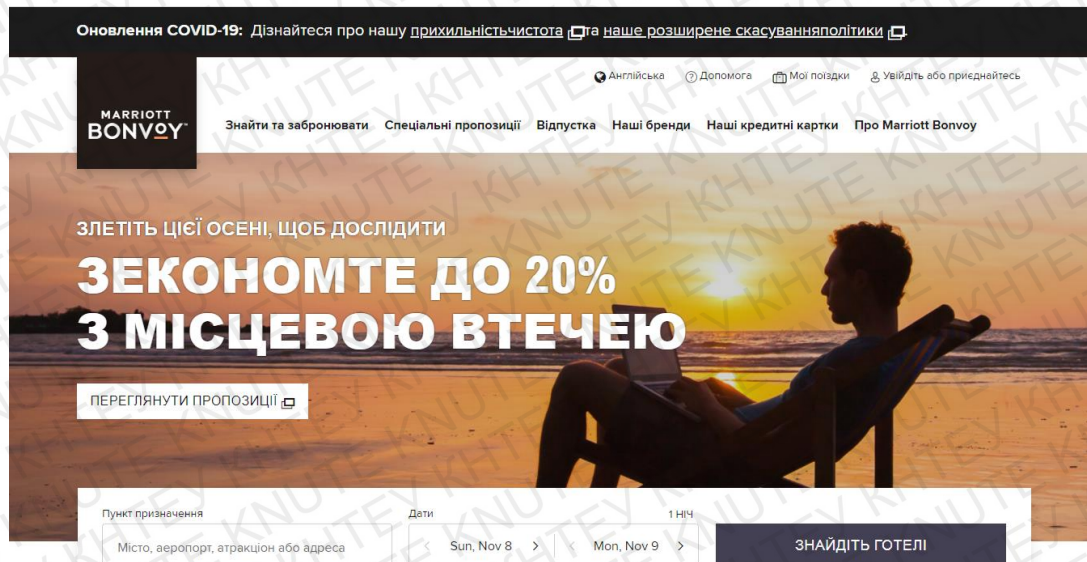 Оновлення COVID-19: Дізнайтеся про нашу прихильністьчистота та наше розширене скасуванняполітики
Англійська Допомога Мої поїздки Увійдіть або приєднайтесь
MARRIOTT
BONVOY™
Знайти та забронювати Спеціальні пропозиції Відпустка Наші бренди Наші кредитні картки Про Marriott Bonvoy
ЗЛЕТІТЬ ЦІЄЇ ОСЕНІ, ЩОБ ДОСЛІДИТИ
ЗЕКОНОМТЕ ДО 20%
З МІСЦЕВОЮ ВТЕЧЕЮ
ПЕРЕГЛЯНУТИ ПРОПОЗИЦІЇ
Пункт призначення Дати 1 НІЧ
Місто, аеропорт, атракціон або адреса < Sun, Nov 8 > < Mon, Nov 9 > ЗНАЙДІТЬ ГОТЕЛІ
KNUTE KHTEY